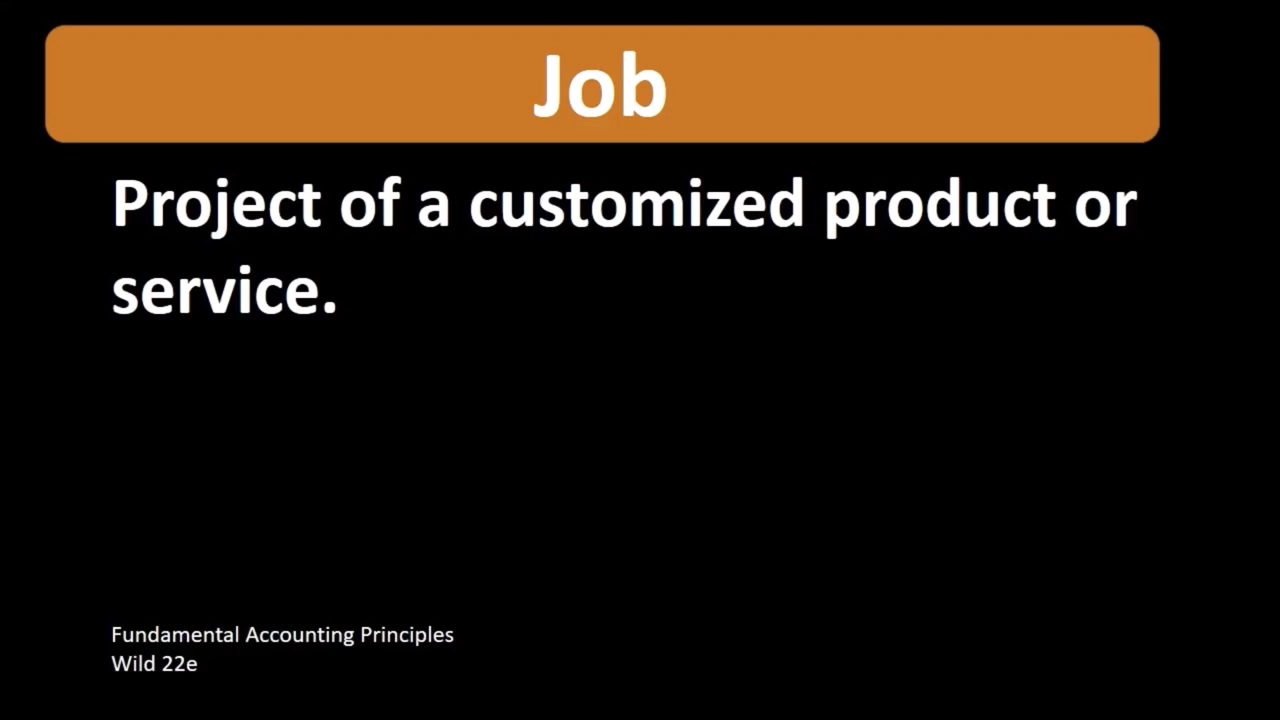 Job
Project of a customized product or
service.
Fundamental Accounting Principles
Wild 22e